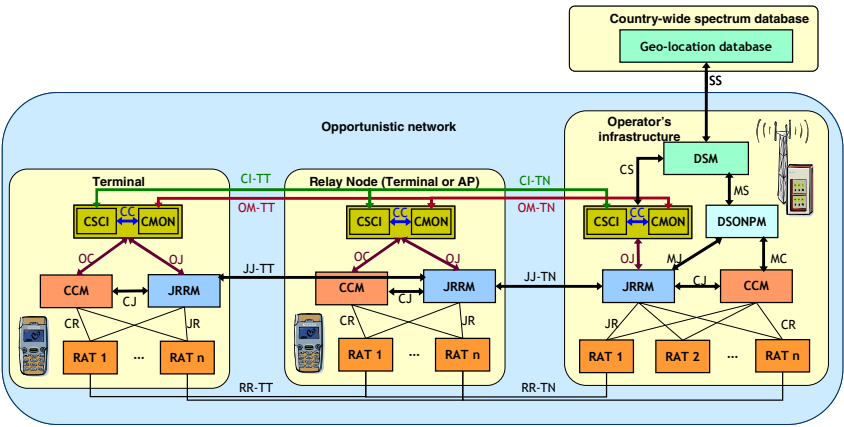 Country-wide spectrum database
Geo-location database
SS
Opportunistic network
Operator's
infrastructure
DSM
CS
MS
Terminal
CI-TT
Relay Node (Terminal or AP)
CI-TN
CSCI
CC
CMON
OM-TT
CSCI
CC
CMON
OM-TN
CSCI
CC
CMON
DSONPM
OC
OJ
OC
OJ
OJ
MJ
MC
JJ-TT
JJ-TN
CCM
CJ
JRRM
CCM
CJ
JRRM
JRRM
CJ
CCM
CR
JR
CR
JR
JR
CR
RAT 1
...
RAT n
RAT 1
...
RAT n
RAT 1
RAT 2
...
RAT n
RR-TT
RR-TN